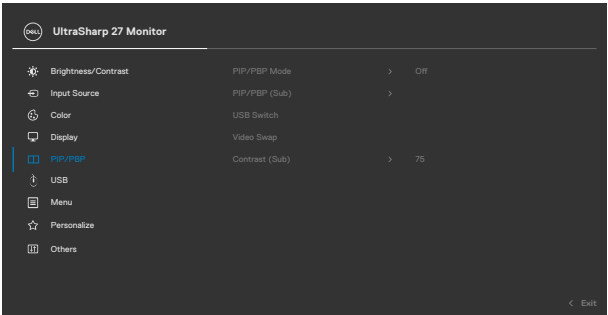 DELL UltraSharp 27 Monitor
Brightness/Contrast PIP/PBP Mode > Off
Input Source PIP/PBP (Sub) >
Color USB Switch
Display Video Swap
PIP/PBP Contrast (Sub) > 75
USB
Menu
Personalize
Others
< Exit